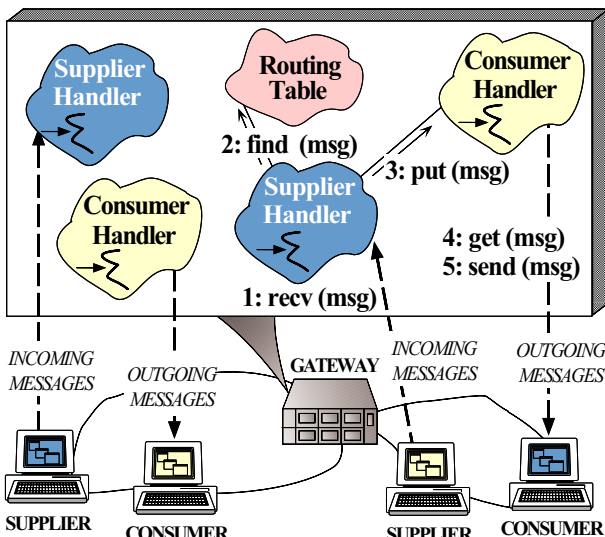 Supplier
Handler
Routing
Table
Consumer
Handler
2: find (msg)
3: put (msg)
Consumer
Handler
Supplier
Handler
4: get (msg)
5: send (msg)
1: recv (msg)
INCOMING
MESSAGES
OUTGOING
MESSAGES
GATEWAY
INCOMING
MESSAGES
OUTGOING
MESSAGES
SUPPLIER
CONSUMER
SUPPLIER
CONSUMER